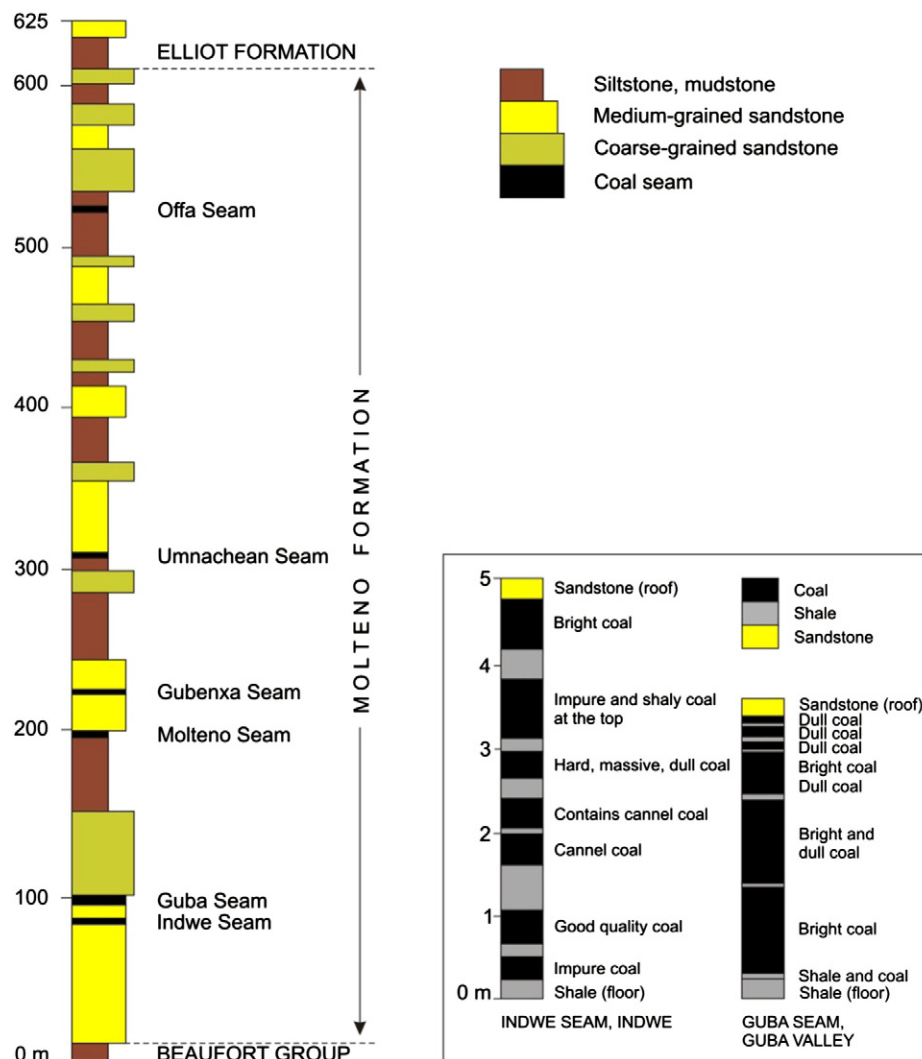 625
ELLIOT FORMATION
600
Offa Seam
500
400
Umnachean Seam
300
Gubenxa Seam
200
Molteno Seam
100
Guba Seam
Indwe Seam
0 m
BEAUFORT GROUP
MOLTENO FORMATION
Siltstone, mudstone
Medium-grained sandstone
Coarse-grained sandstone
Coal seam
5
4
3
2
1
0 m
Sandstone (roof)
Bright coal
Impure and shaly coal
at the top
Hard, massive, dull coal
Contains cannel coal
Cannel coal
Good quality coal
Impure coal
Shale (floor)
INDWE SEAM, INDWE
Coal
Shale
Sandstone
Sandstone (roof)
Dull coal
Dull coal
Dull coal
Bright coal
Dull coal
Bright and
dull coal
Bright coal
Shale and coal
Shale (floor)
GUBA SEAM,
GUBA VALLEY